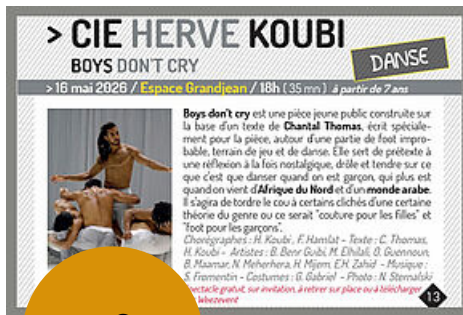 > CIE HERVE KOUBI
BOYS DON'T CRY
DANSE
> 16 mai 2026 / Espace Grandjean / 18h (35 mn) à partir de 7 ans
Boys don't cry est une pièce jeune public construite sur
la base d'un texte de Chantal Thomas, écrit spéciale-
ment pour la pièce, autour d'une partie de foot impro-
bable, terrain de jeu et de danse. Elle sert de prétexte à
une réflexion à la fois nostalgique, drôle et tendre sur ce
que c'est que danser quand on est garçon, qui plus est
quand on vient d'Afrique du Nord et d'un monde arabe.
Il s'agira de tordre le cou à certains clichés d'une certaine
théorie du genre ou ce serait "couture pour les filles" et
"foot pour les garçons".
Chorégraphes : H. Koubi, F. Hamlat - Texte : C. Thomas,
H. Koubi - Artistes : B. Benr Guibi, M. Elhilali, O. Guennoun,
B. Maamar, N. Meherhera, H. Mjem, E.H. Zahid - Musique :
S. Fromentin - Costumes : G. Gabriel - Photo : N. Sternalski
spectacle gratuit, sur invitation, à retirer sur place ou à télécharger
Webezevent
13